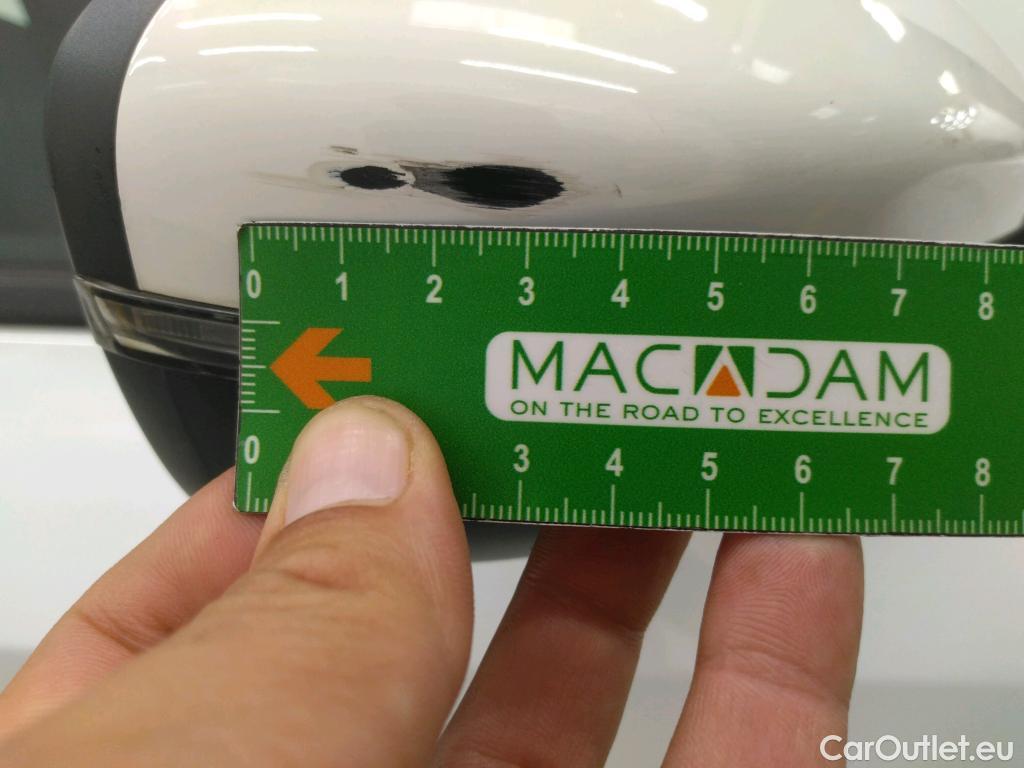 0 1 2 3 4 5 6 7 8
MACADAM
ON THE ROAD TO EXCELLENCE
0 3 4 5 6 7 8
CarOutlet.eu